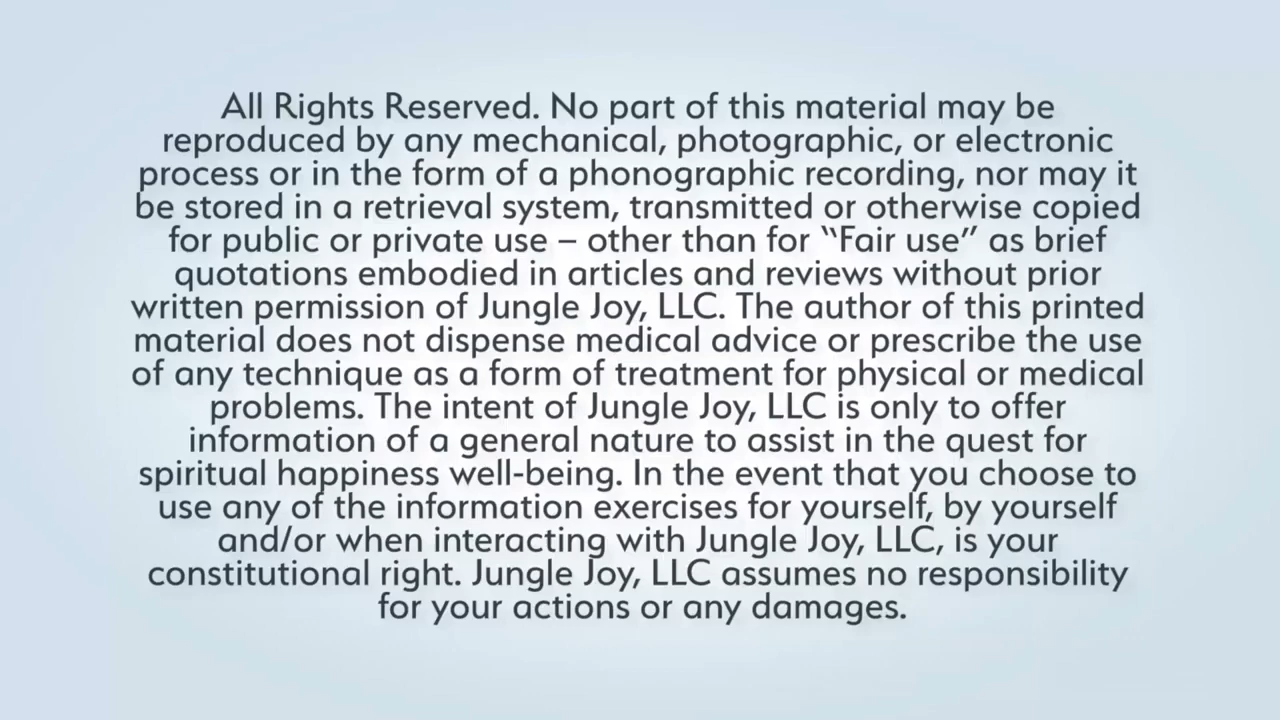 All Rights Reserved. No part of this material may be
reproduced by any mechanical, photographic, or electronic
process or in the form of a phonographic recording, nor may it
be stored in a retrieval system, transmitted or otherwise copied
for public or private use – other than for “Fair use” as brief
quotations embodied in articles and reviews without prior
written permission of Jungle Joy, LLC. The author of this printed
material does not dispense medical advice or prescribe the use
of any technique as a form of treatment for physical or medical
problems. The intent of Jungle Joy, LLC is only to offer
information of a general nature to assist in the quest for
spiritual happiness well-being. In the event that you choose to
use any of the information exercises for yourself, by yourself
and/or when interacting with Jungle Joy, LLC, is your
constitutional right. Jungle Joy, LLC assumes no responsibility
for your actions or any damages.